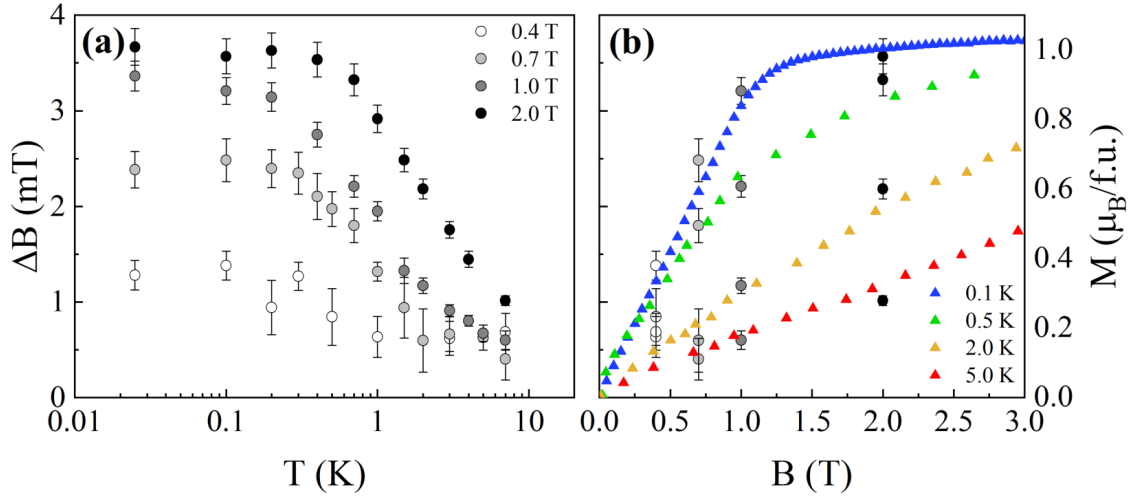 (a)
0.4 T
0.7 T
1.0 T
2.0 T
4
3
2
1
0
ΔB (mT)
0.01
0.1
1
10
T (K)
(b)
0.1 K
0.5 K
2.0 K
5.0 K
1.0
0.8
0.6
0.4
0.2
0.0
M (μB/f.u.)
0.0
0.5
1.0
1.5
2.0
2.5
3.0
B (T)